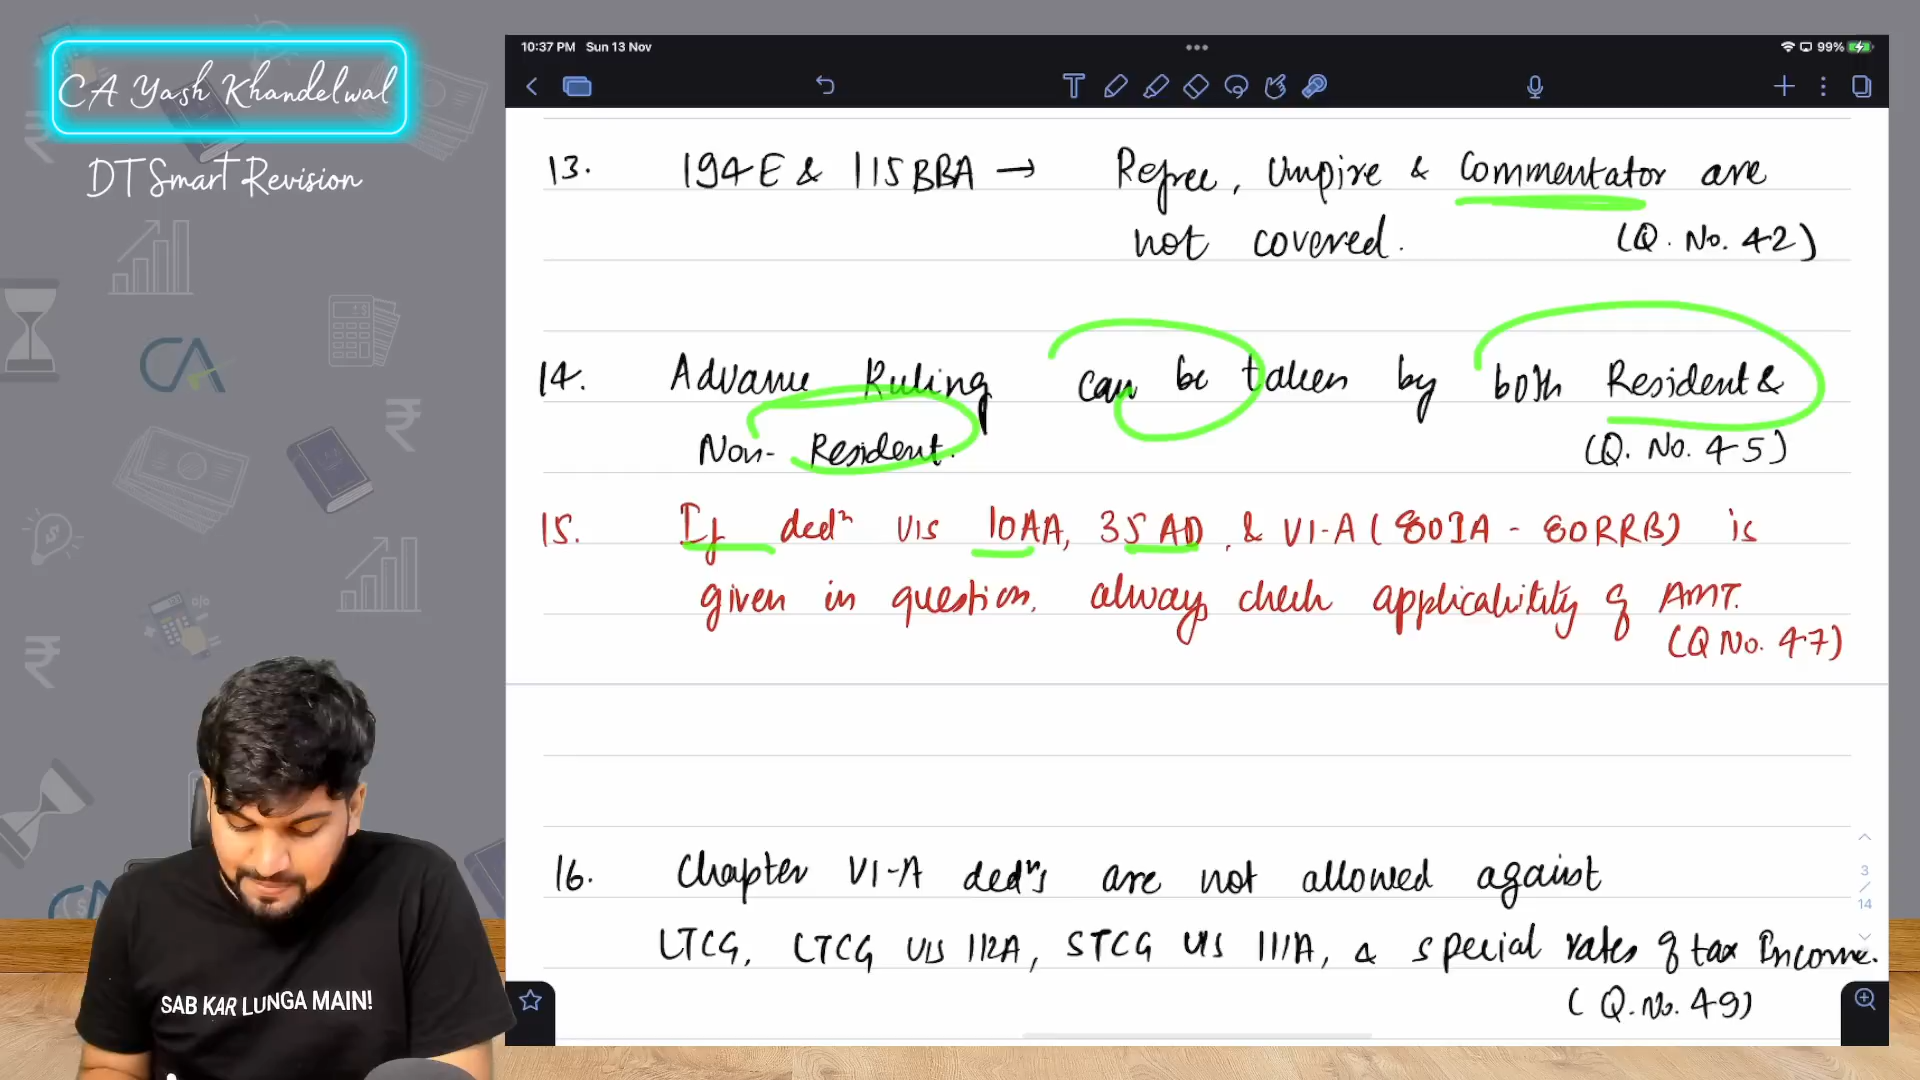 CA Yash Khandelwal
DT Smart Revision
10:37 PM Sun 13 Nov
99%
13. 194E & 115BBA → Refree, Umpire & Commentator are
not covered. (Q. No. 42)
14. Advance Ruling can be taken by both Resident &
Non-Resident. (Q. No. 45)
15. If dedⁿ u/s 10AA, 35AD, & VI-A (80IA - 80RRB) is
given in question, always check applicability of AMT.
(Q No. 47)
16. Chapter VI-A dedⁿs are not allowed against
LTCG, LTCG u/s 112A, STCG u/s 111A, & special rates of tax Income.
(Q. No. 49)
3
/
14
SAB KAR LUNGA MAIN!